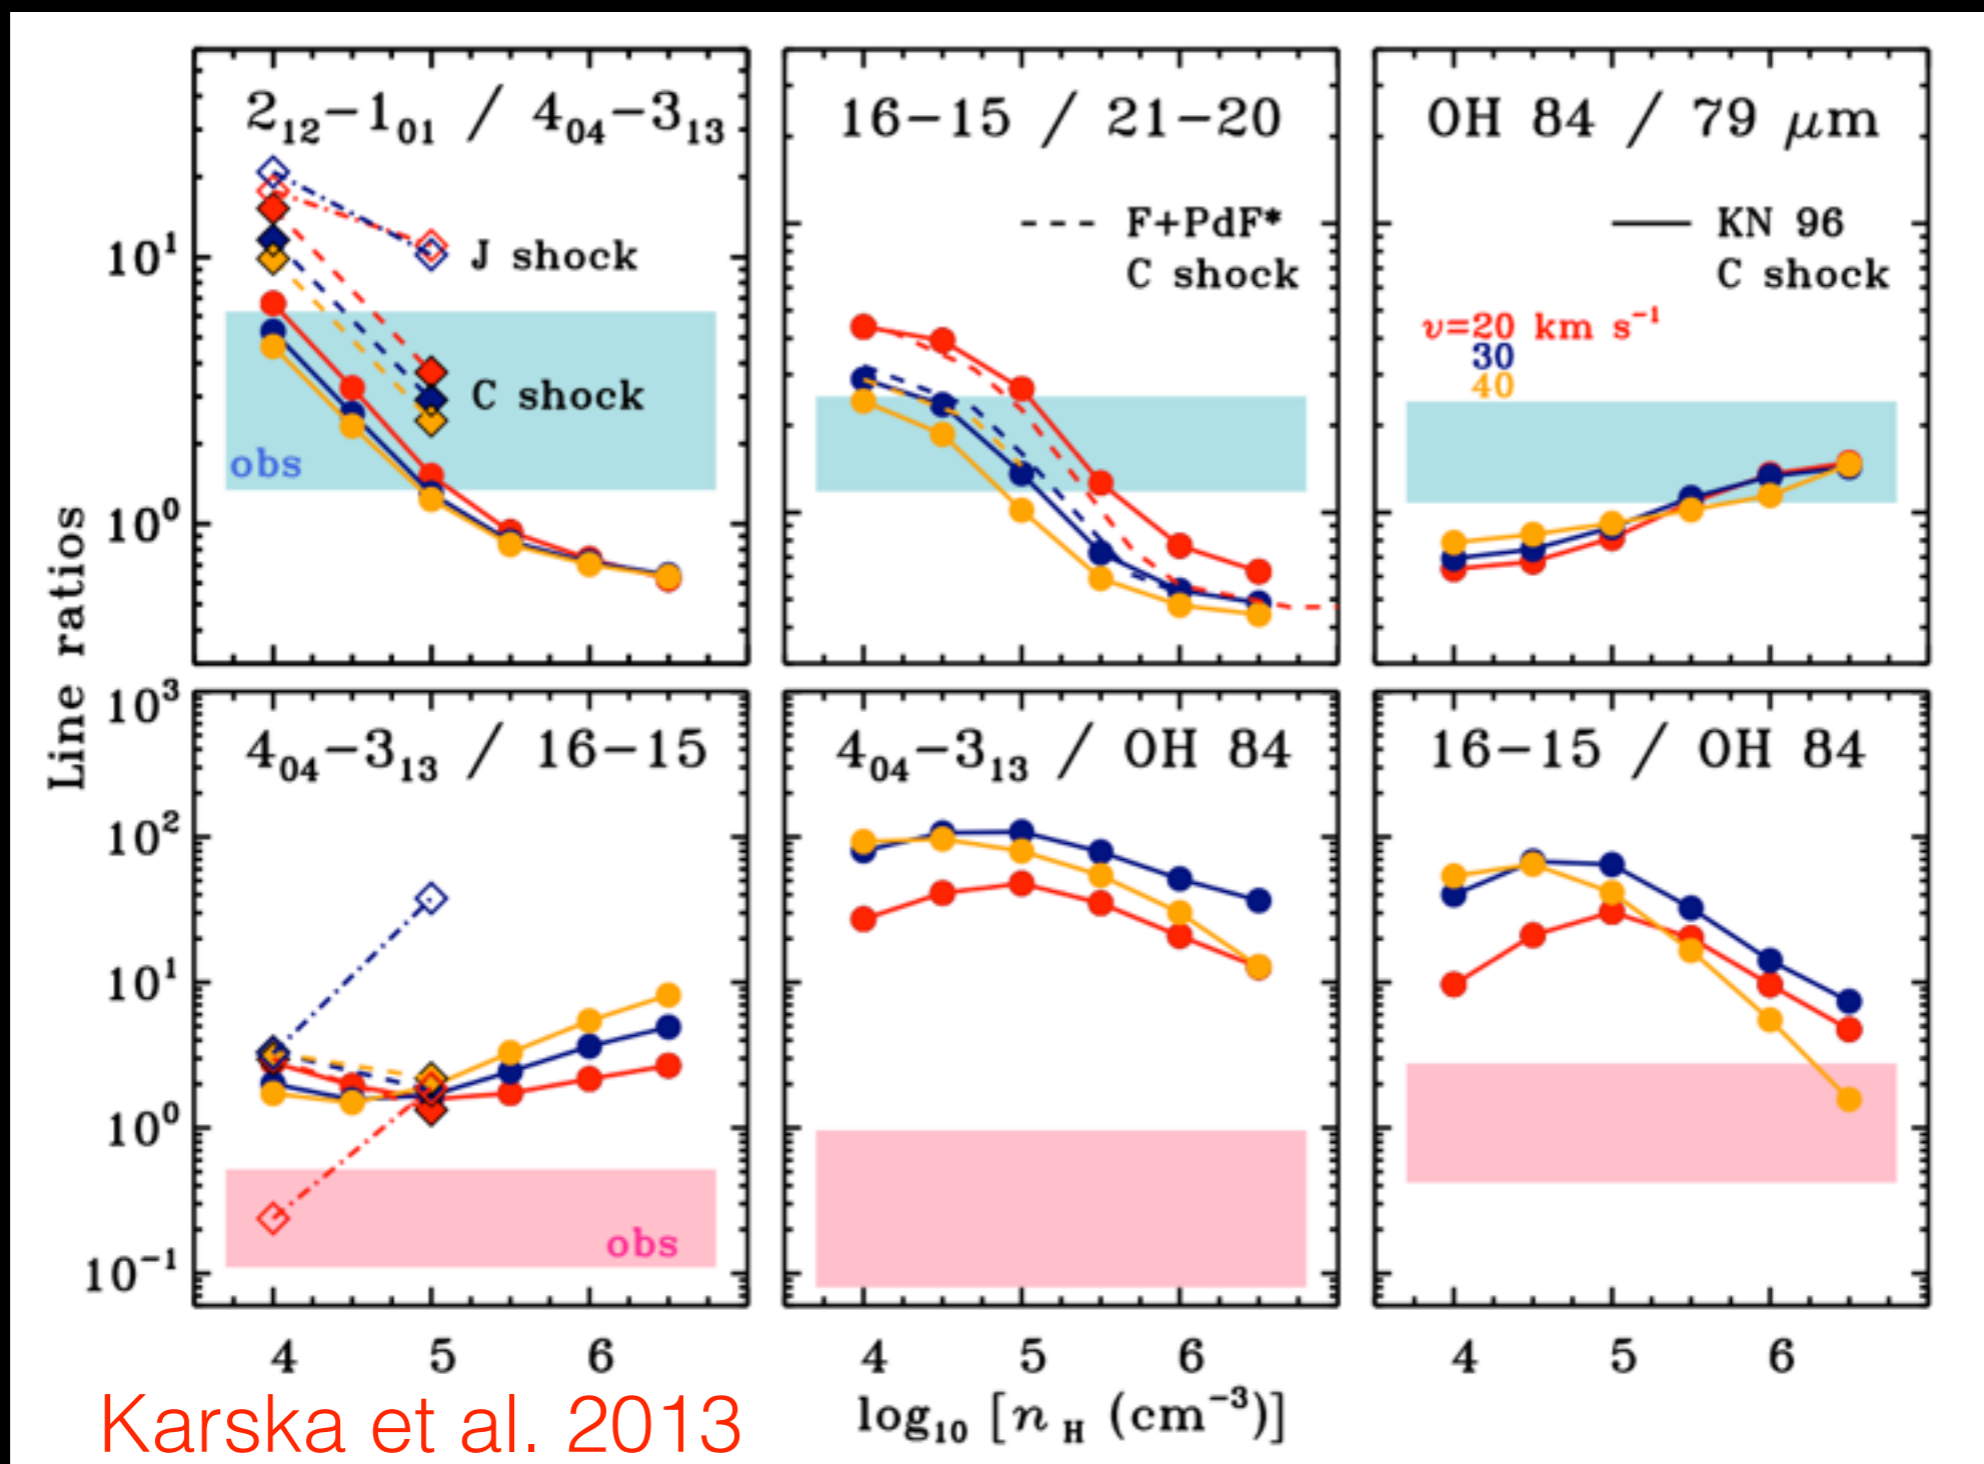 2₁₂−1₀₁ / 4₀₄−3₁₃
J shock
C shock
obs
10¹
10⁰
16−15 / 21−20
F+PdF*
C shock
OH 84 / 79 μm
KN 96
C shock
v=20 km s⁻¹
30
40
Line ratios
4₀₄−3₁₃ / 16−15
obs
10³
10²
10¹
10⁰
10⁻¹
4₀₄−3₁₃ / OH 84
16−15 / OH 84
4 5 6
4 5 6
4 5 6
log₁₀ [n H (cm⁻³)]
Karska et al. 2013